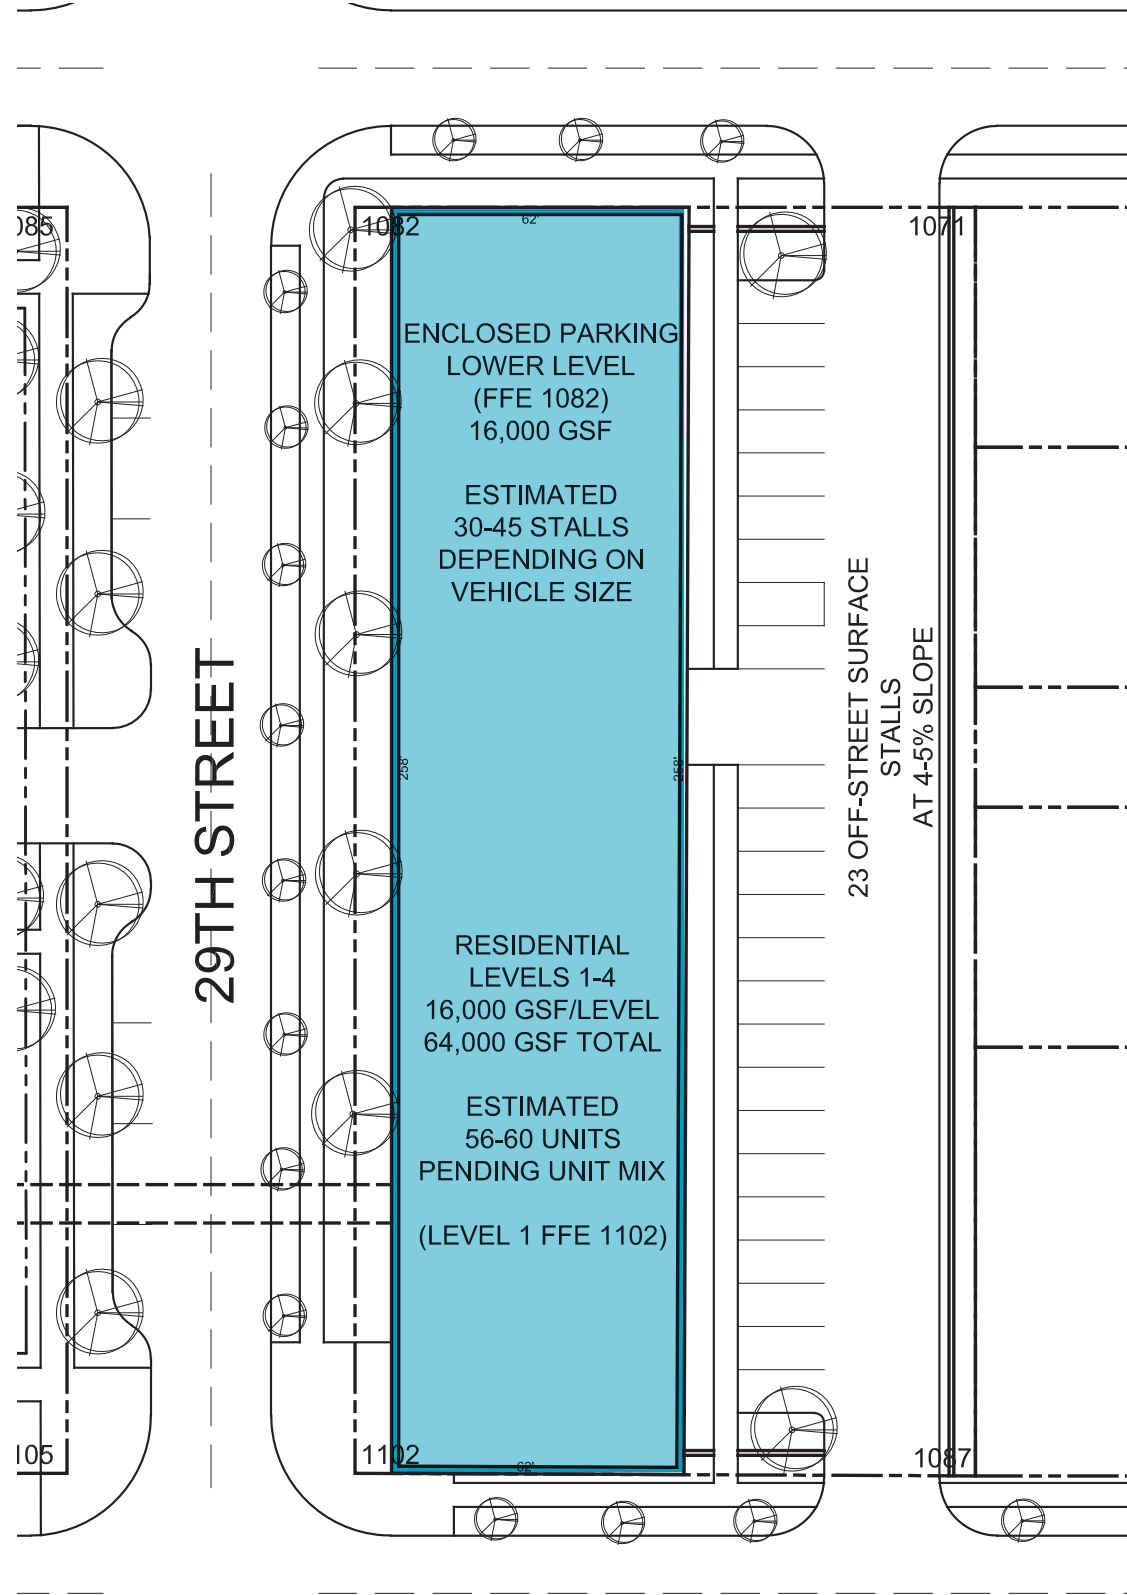 1085
1082
62'
1071
ENCLOSED PARKING
LOWER LEVEL
(FFE 1082)
16,000 GSF
ESTIMATED
30-45 STALLS
DEPENDING ON
VEHICLE SIZE
29TH STREET
258'
258'
23 OFF-STREET SURFACE
STALLS
AT 4-5% SLOPE
RESIDENTIAL
LEVELS 1-4
16,000 GSF/LEVEL
64,000 GSF TOTAL
ESTIMATED
56-60 UNITS
PENDING UNIT MIX
(LEVEL 1 FFE 1102)
1105
1102
62'
1087